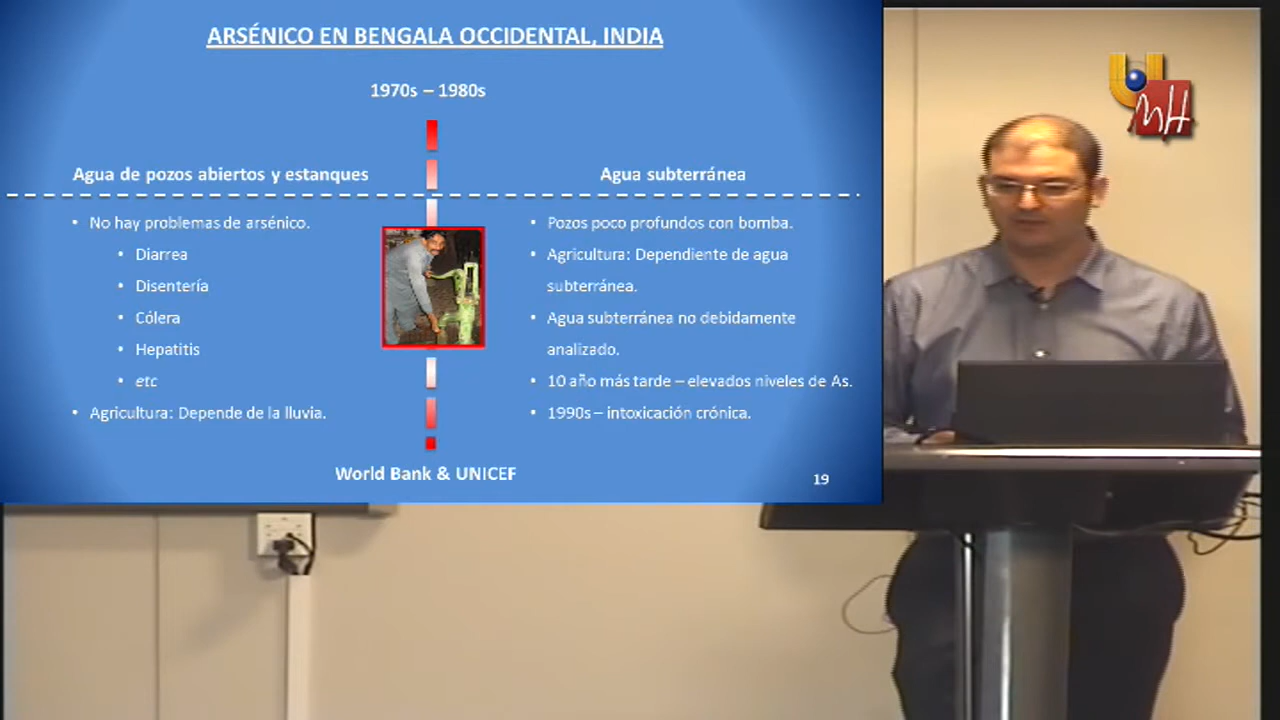 ARSÉNICO EN BENGALA OCCIDENTAL, INDIA
1970s – 1980s
Agua de pozos abiertos y estanques
• No hay problemas de arsénico.
• Diarrea
• Disentería
• Cólera
• Hepatitis
• etc
• Agricultura: Depende de la lluvia.
Agua subterránea
• Pozos poco profundos con bomba.
• Agricultura: Dependiente de agua
subterránea.
• Agua subterránea no debidamente
analizado.
• 10 año más tarde – elevados niveles de As.
• 1990s – intoxicación crónica.
World Bank & UNICEF
19
UMH